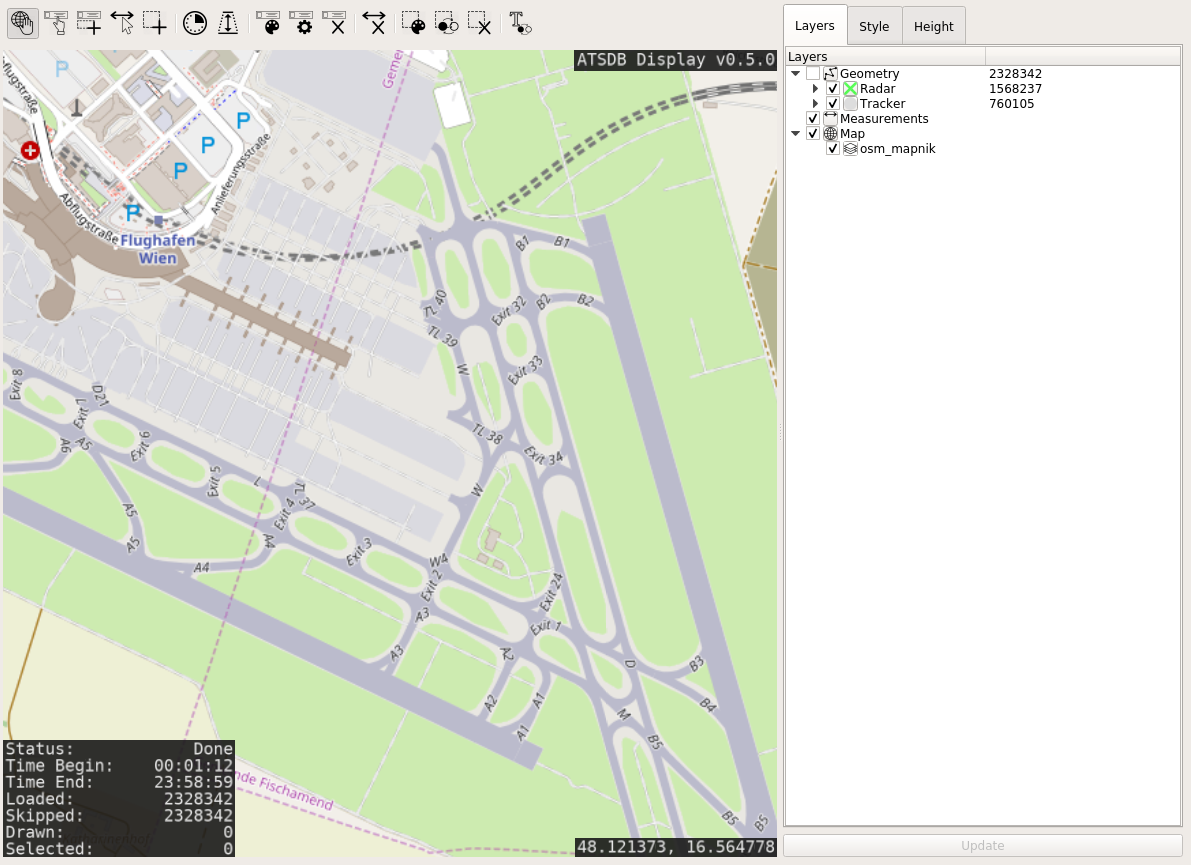 ATSDB Display v0.5.0
Layers
Style
Height
Layers
Geometry 2328342
Radar 1568237
Tracker 760105
Measurements
Map
osm_mapnik
Update
P
P
P
P
Abflugstraße
Anlieferungsstraße
Flughafen
Wien
Geme
B1
B1
B2
B2
TL 40
TL 39
Exit 32
Exit 33
W
TL 38
Exit 34
W
Exit 8
D21
Exit 7
L
A6
A5
Exit 6
Exit 5
L
TL 37
Exit 4
A5
A5
A4
A4
Exit 3
W4
Exit 2
A3
A3
Exit 24
Exit 1
A2
A2
A1
A1
D
M
B3
B4
B5
B5
B5
nde Fischamend
Status: Done
Time Begin: 00:01:12
Time End: 23:58:59
Loaded: 2328342
Skipped: 2328342
Drawn: 0
Selected: 0
48.121373, 16.564778